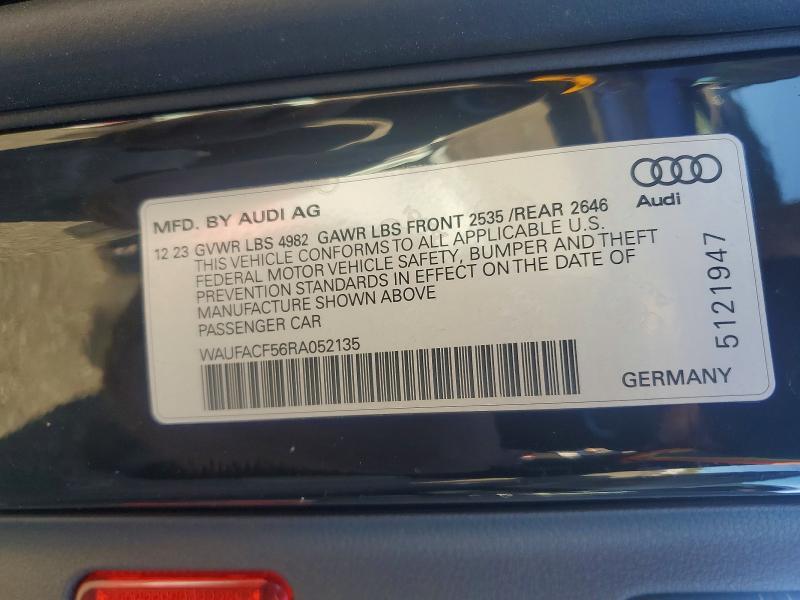 Audi
MFD. BY AUDI AG
12 23 GVWR LBS 4982 GAWR LBS FRONT 2535 /REAR 2646
THIS VEHICLE CONFORMS TO ALL APPLICABLE U.S.
FEDERAL MOTOR VEHICLE SAFETY, BUMPER AND THEFT
PREVENTION STANDARDS IN EFFECT ON THE DATE OF
MANUFACTURE SHOWN ABOVE
PASSENGER CAR
WAUFACF56RA052135
GERMANY
5121947